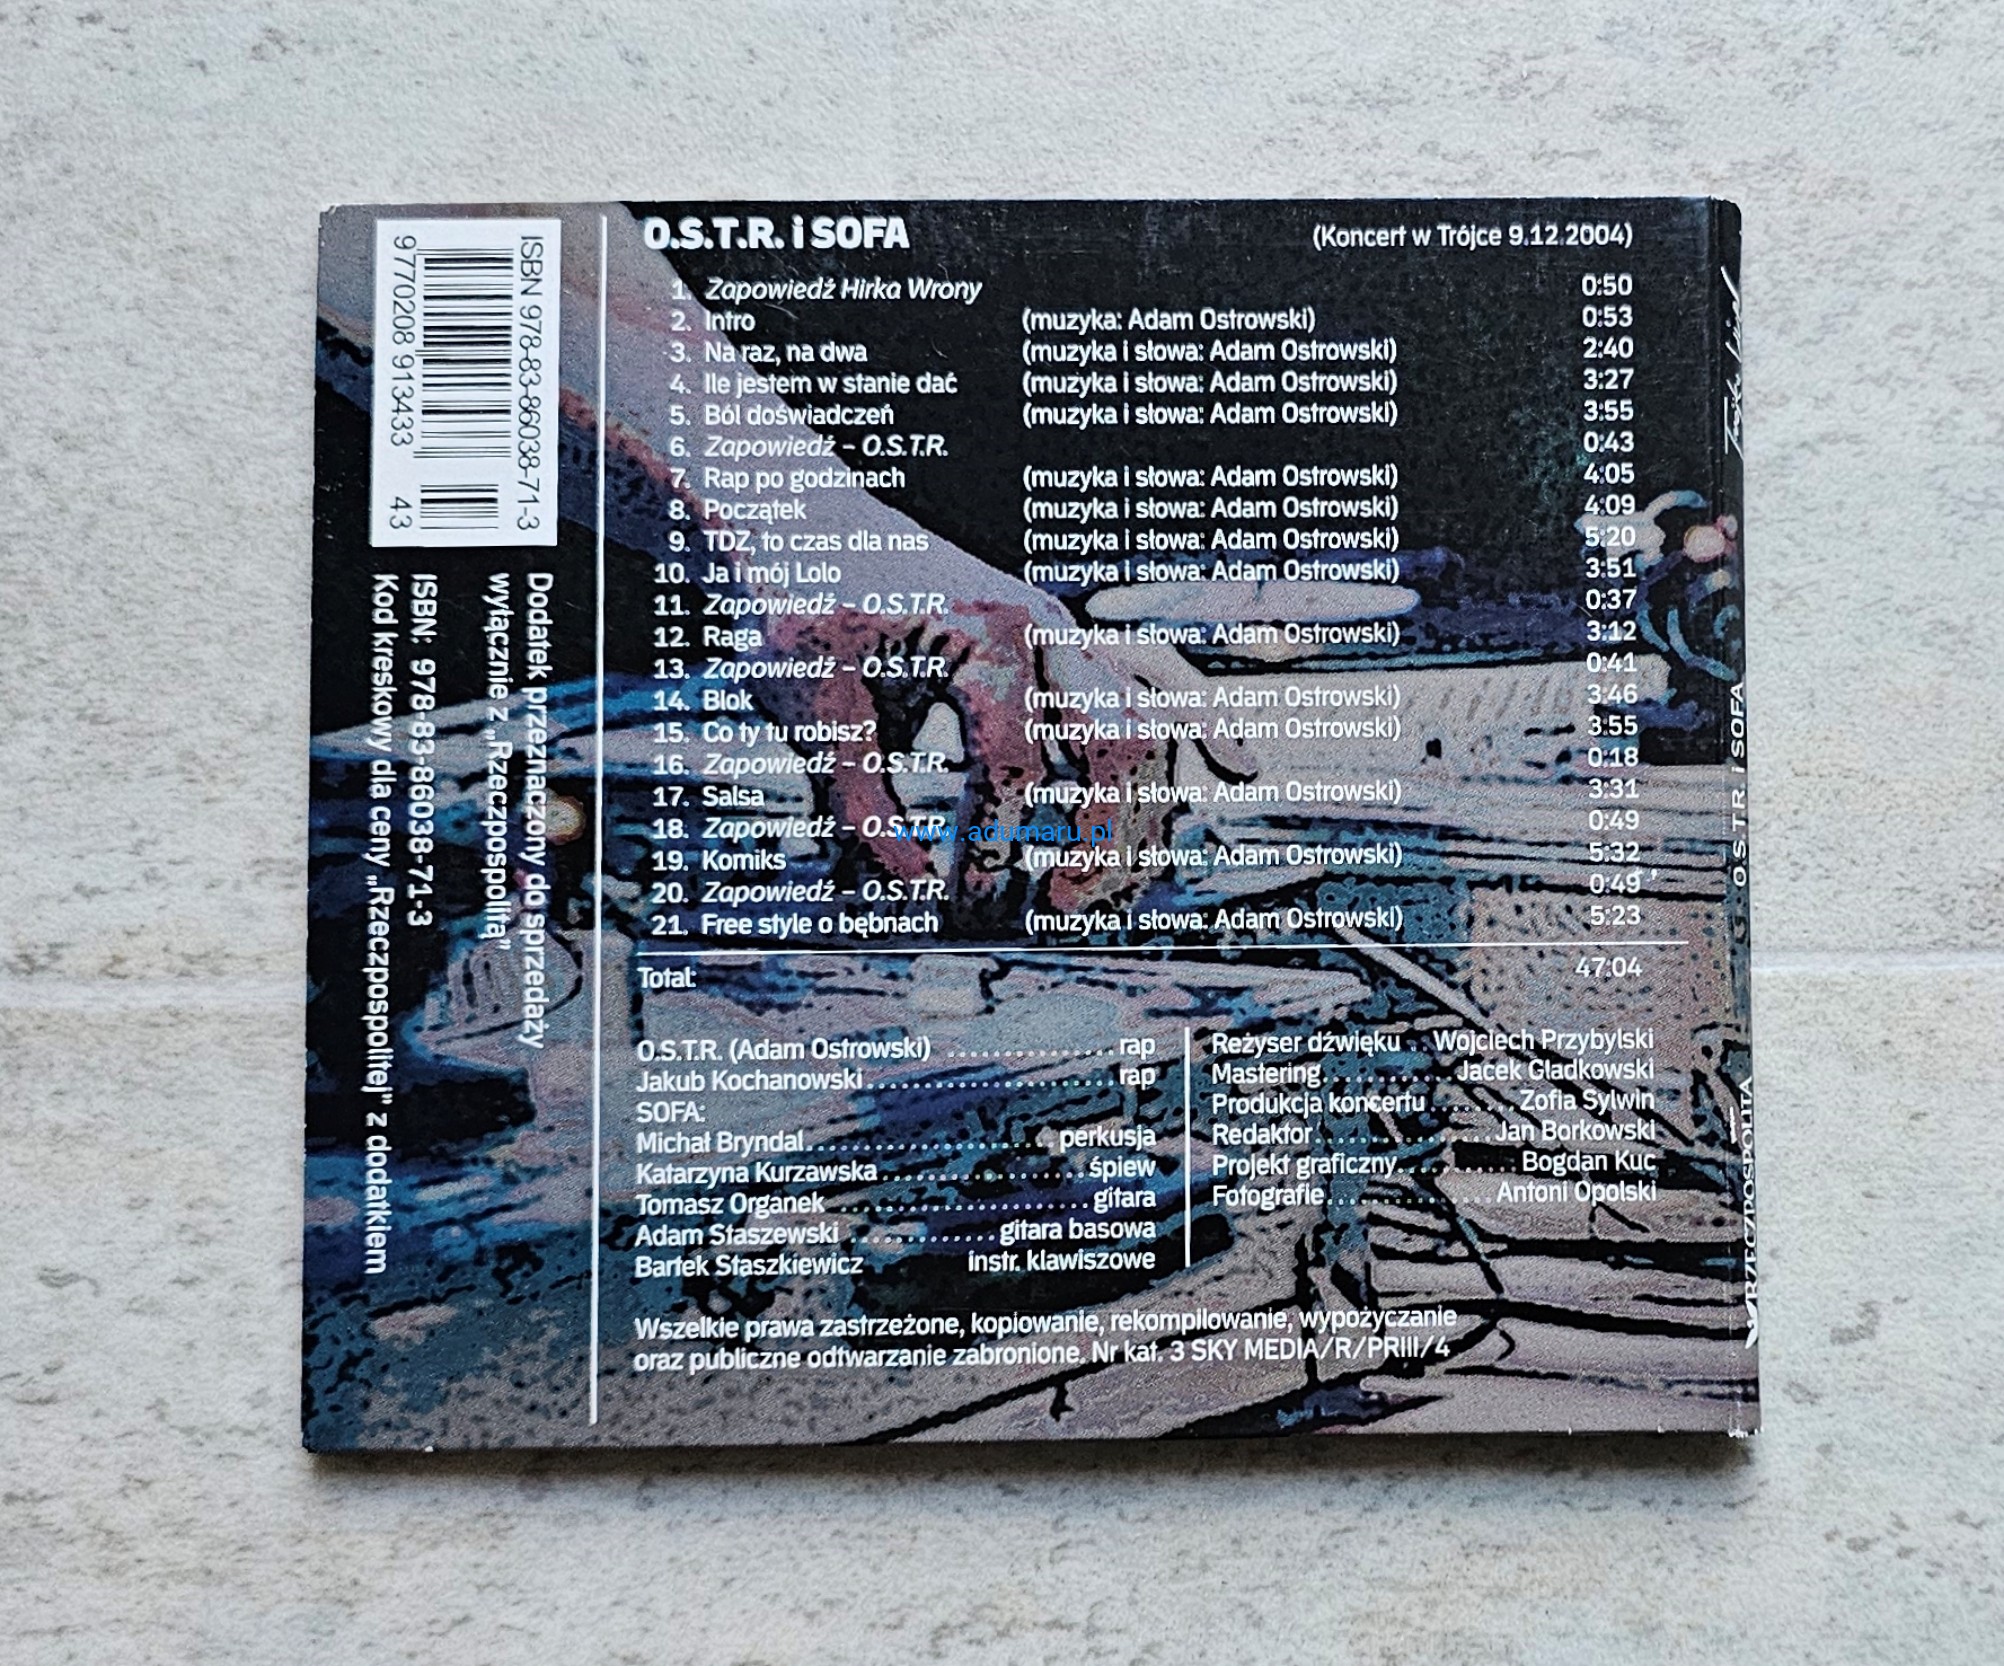 O.S.T.R. i SOFA (Koncert w Trójce 9.12.2004)
1. Zapowiedź Hirka Wrony 0:50
2. Intro (muzyka: Adam Ostrowski) 0:53
3. Na raz, na dwa (muzyka i słowa: Adam Ostrowski) 2:40
4. Ile jestem w stanie dać (muzyka i słowa: Adam Ostrowski) 3:27
5. Ból doświadczeń (muzyka i słowa: Adam Ostrowski) 3:55
6. Zapowiedź – O.S.T.R. 0:43
7. Rap po godzinach (muzyka i słowa: Adam Ostrowski) 4:05
8. Początek (muzyka i słowa: Adam Ostrowski) 4:09
9. TDZ, to czas dla nas (muzyka i słowa: Adam Ostrowski) 5:20
10. Ja i mój Lolo (muzyka i słowa: Adam Ostrowski) 3:51
11. Zapowiedź – O.S.T.R. 0:37
12. Raga (muzyka i słowa: Adam Ostrowski) 3:12
13. Zapowiedź – O.S.T.R. 0:41
14. Blok (muzyka i słowa: Adam Ostrowski) 3:46
15. Co ty tu robisz? (muzyka i słowa: Adam Ostrowski) 3:55
16. Zapowiedź – O.S.T.R. 0:18
17. Salsa (muzyka i słowa: Adam Ostrowski) 3:31
18. Zapowiedź – O.S.T.R. 0:49
www.adumaru.pl
19. Komiks (muzyka i słowa: Adam Ostrowski) 5:32
20. Zapowiedź – O.S.T.R. 0:49
21. Free style o bębnach (muzyka i słowa: Adam Ostrowski) 5:23
Total: 47:04
O.S.T.R. (Adam Ostrowski) ................ rap
Jakub Kochanowski........................ rap
SOFA:
Michał Bryndal........................ perkusja
Katarzyna Kurzawska.................... śpiew
Tomasz Organek ........................ gitara
Adam Staszewski ............. gitara basowa
Bartek Staszkiewicz instr. klawiszowe
Reżyser dźwięku .. Wojciech Przybylski
Mastering............ Jacek Gladkowski
Produkcja koncertu ........ Zofia Sylwin
Redaktor................ Jan Borkowski
Projekt graficzny........... Bogdan Kuc
Fotografie............... Antoni Opolski
Wszelkie prawa zastrzeżone, kopiowanie, rekompilowanie, wypożyczanie
oraz publiczne odtwarzanie zabronione. Nr kat. 3 SKY MEDIA/R/PRIII/4
ISBN 978-83-86038-71-3
9 770208 913433 43
Dodatek przeznaczony do sprzedaży
wyłącznie z „Rzeczpospolitą”
ISBN: 978-83-86038-71-3
Kod kreskowy dla ceny „Rzeczpospolitej” z dodatkiem
O.S.T.R. i SOFA
RZECZPOSPOLITA